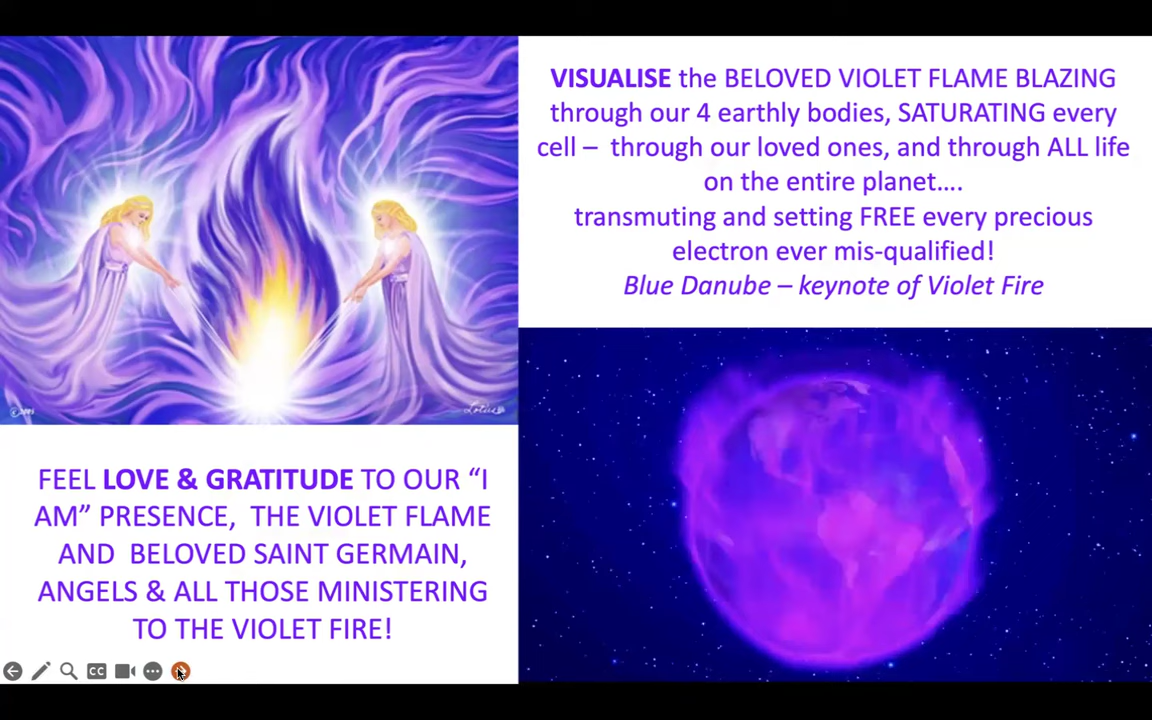 VISUALISE the BELOVED VIOLET FLAME BLAZING
through our 4 earthly bodies, SATURATING every
cell – through our loved ones, and through ALL life
on the entire planet….
transmuting and setting FREE every precious
electron ever mis-qualified!
Blue Danube – keynote of Violet Fire
©2005
Lotus
FEEL LOVE & GRATITUDE TO OUR “I
AM” PRESENCE, THE VIOLET FLAME
AND BELOVED SAINT GERMAIN,
ANGELS & ALL THOSE MINISTERING
TO THE VIOLET FIRE!
CC